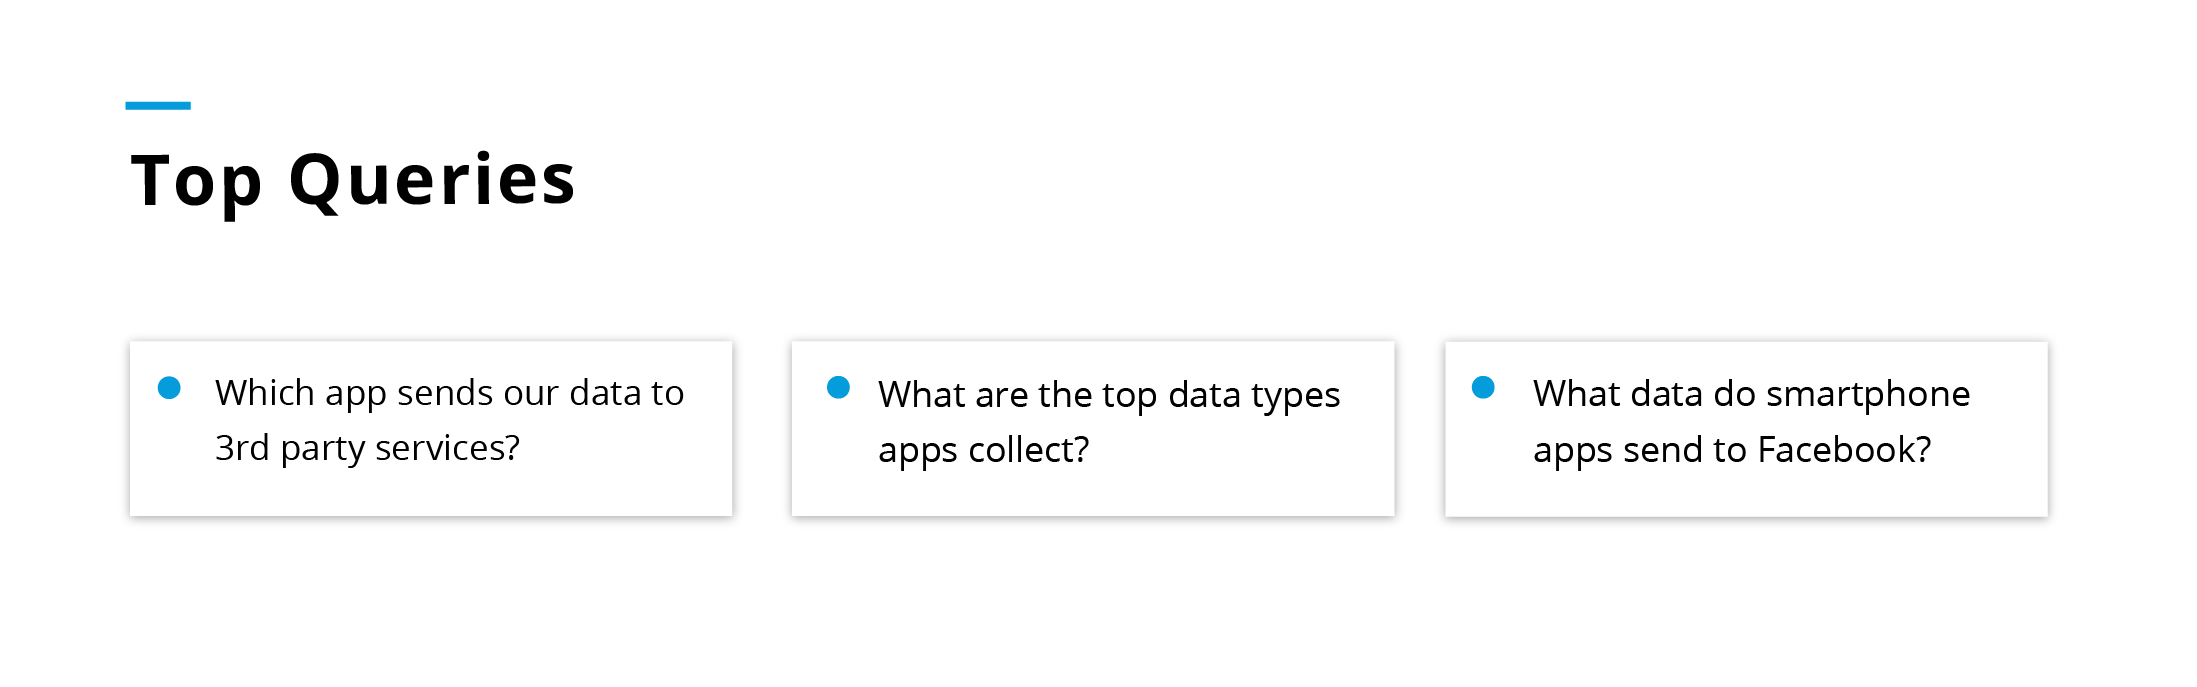 Top Queries
Which app sends our data to
3rd party services?
What are the top data types
apps collect?
What data do smartphone
apps send to Facebook?